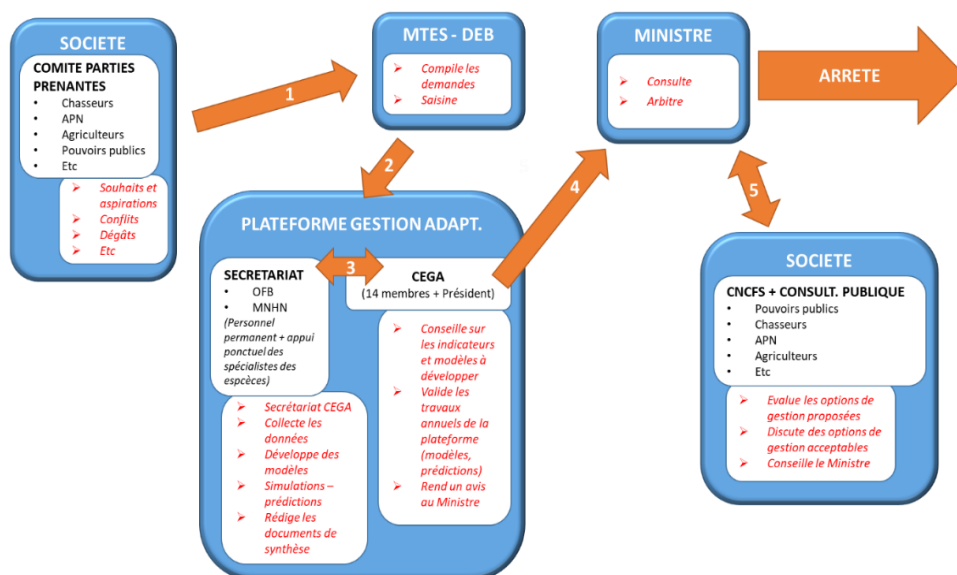 SOCIETE
COMITE PARTIES
PRENANTES
• Chasseurs
• APN
• Agriculteurs
• Pouvoirs publics
• Etc
➢ Souhaits et
aspirations
➢ Conflits
➢ Dégâts
➢ Etc
1
MTES - DEB
➢ Compile les
demandes
➢ Saisine
2
PLATEFORME GESTION ADAPT.
SECRETARIAT
• OFB
• MNHN
(Personnel
permanent + appui
ponctuel des
spécialistes des
espcèces)
➢ Secrétariat CEGA
➢ Collecte les
données
➢ Développe des
modèles
➢ Simulations –
prédictions
➢ Rédige les
documents de
synthèse
3
CEGA
(14 membres + Président)
➢ Conseille sur
les indicateurs
et modèles à
développer
➢ Valide les
travaux
annuels de la
plateforme
(modèles,
prédictions)
➢ Rend un avis
au Ministre
4
MINISTRE
➢ Consulte
➢ Arbitre
ARRETE
5
SOCIETE
CNCFS + CONSULT. PUBLIQUE
• Pouvoirs publics
• Chasseurs
• APN
• Agriculteurs
• Etc
➢ Evalue les options de
gestion proposées
➢ Discute des options de
gestion acceptables
➢ Conseille le Ministre